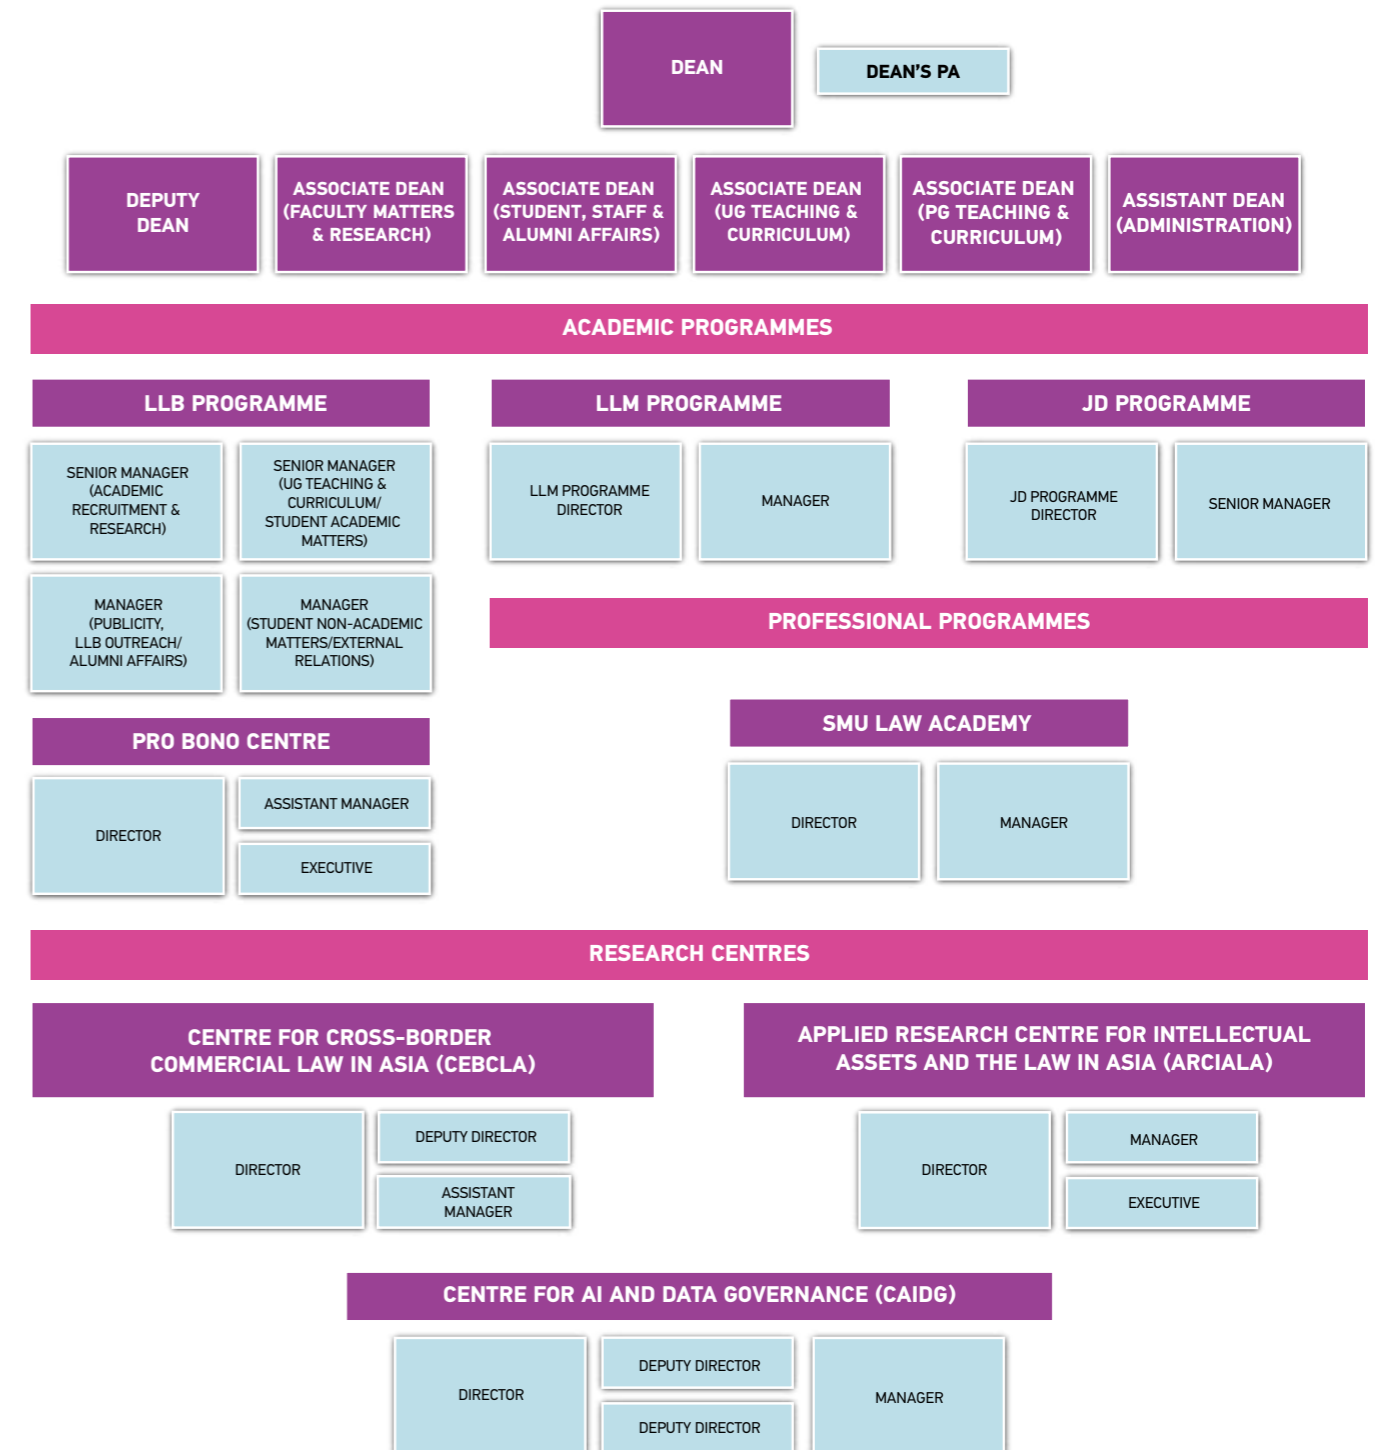 DEAN
DEAN'S PA
DEPUTY
DEAN
ASSOCIATE DEAN
(FACULTY MATTERS
& RESEARCH)
ASSOCIATE DEAN
(STUDENT, STAFF &
ALUMNI AFFAIRS)
ASSOCIATE DEAN
(UG TEACHING &
CURRICULUM)
ASSOCIATE DEAN
(PG TEACHING &
CURRICULUM)
ASSISTANT DEAN
(ADMINISTRATION)
ACADEMIC PROGRAMMES
LLB PROGRAMME
SENIOR MANAGER
(ACADEMIC
RECRUITMENT &
RESEARCH)
SENIOR MANAGER
(UG TEACHING &
CURRICULUM/
STUDENT ACADEMIC
MATTERS)
MANAGER
(PUBLICITY,
LLB OUTREACH/
ALUMNI AFFAIRS)
MANAGER
(STUDENT NON-ACADEMIC
MATTERS/EXTERNAL
RELATIONS)
LLM PROGRAMME
LLM PROGRAMME
DIRECTOR
MANAGER
JD PROGRAMME
JD PROGRAMME
DIRECTOR
SENIOR MANAGER
PRO BONO CENTRE
DIRECTOR
ASSISTANT MANAGER
EXECUTIVE
PROFESSIONAL PROGRAMMES
SMU LAW ACADEMY
DIRECTOR
MANAGER
RESEARCH CENTRES
CENTRE FOR CROSS-BORDER
COMMERCIAL LAW IN ASIA (CEBCLA)
DIRECTOR
DEPUTY DIRECTOR
ASSISTANT
MANAGER
APPLIED RESEARCH CENTRE FOR INTELLECTUAL
ASSETS AND THE LAW IN ASIA (ARCIALA)
DIRECTOR
MANAGER
EXECUTIVE
CENTRE FOR AI AND DATA GOVERNANCE (CAIDG)
DIRECTOR
DEPUTY DIRECTOR
DEPUTY DIRECTOR
MANAGER